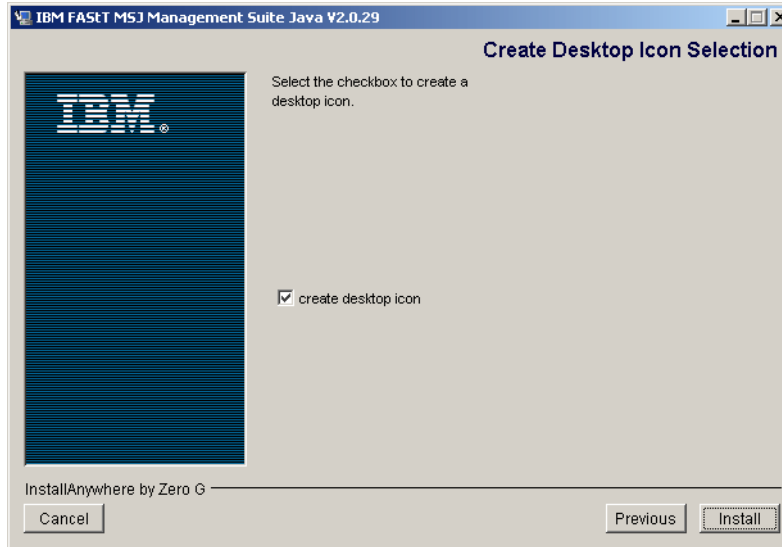 IBM FAStT MSJ Management Suite Java V2.0.29
Create Desktop Icon Selection
IBM®
Select the checkbox to create a
desktop icon.
create desktop icon
InstallAnywhere by Zero G
Cancel
Previous
Install